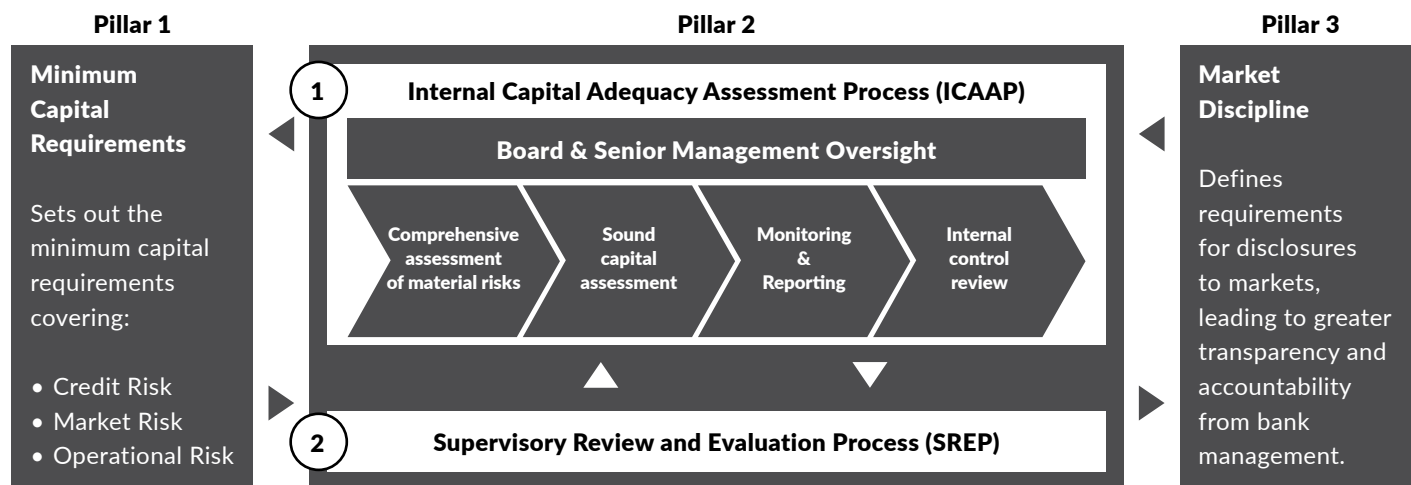 Pillar 1
Minimum
Capital
Requirements
Sets out the
minimum capital
requirements
covering:
• Credit Risk
• Market Risk
• Operational Risk
Pillar 2
1
Internal Capital Adequacy Assessment Process (ICAAP)
Board & Senior Management Oversight
Comprehensive
assessment
of material risks
Sound
capital
assessment
Monitoring
&
Reporting
Internal
control
review
2
Supervisory Review and Evaluation Process (SREP)
Pillar 3
Market
Discipline
Defines
requirements
for disclosures
to markets,
leading to greater
transparency and
accountability
from bank
management.